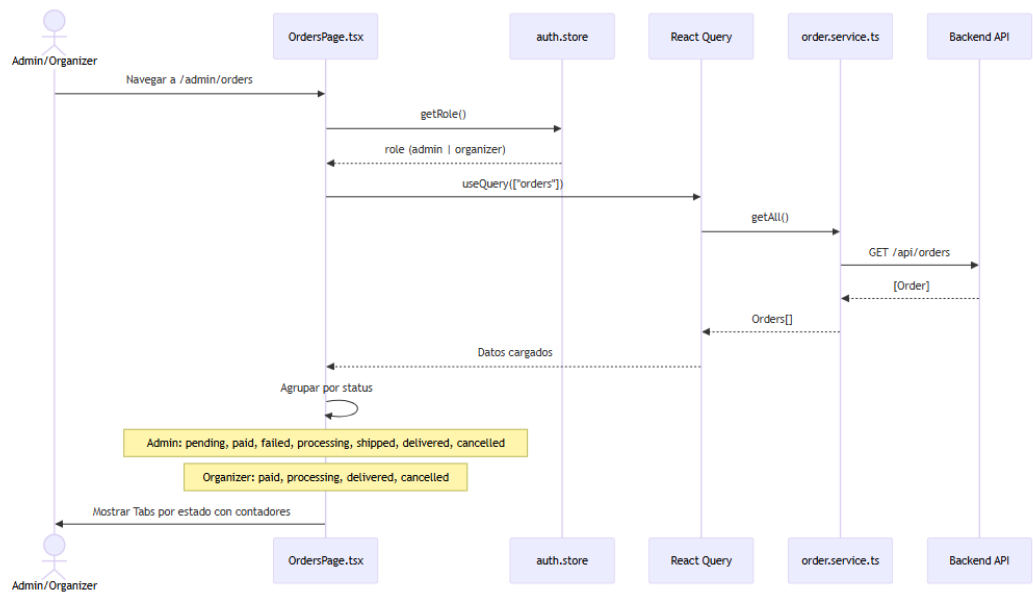 Admin/Organizer
OrdersPage.tsx
auth.store
React Query
order.service.ts
Backend API
Navegar a /admin/orders
getRole()
role (admin | organizer)
useQuery(["orders"])
getAll()
GET /api/orders
[Order]
Orders[]
Datos cargados
Agrupar por status
Admin: pending, paid, failed, processing, shipped, delivered, cancelled
Organizer: paid, processing, delivered, cancelled
Mostrar Tabs por estado con contadores
Admin/Organizer
OrdersPage.tsx
auth.store
React Query
order.service.ts
Backend API